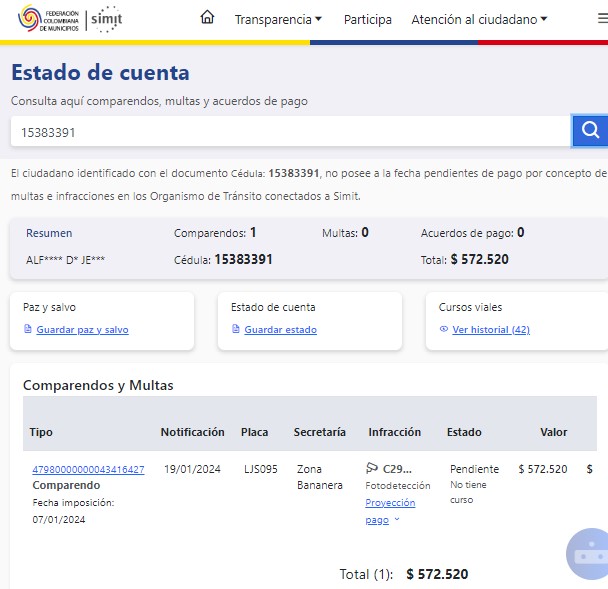 FEDERACIÓN
COLOMBIANA
DE MUNICIPIOS
simit
Transparencia
Participa
Atención al ciudadano
Estado de cuenta
Consulta aquí comparendos, multas y acuerdos de pago
15383391
El ciudadano identificado con el documento Cédula: 15383391, no posee a la fecha pendientes de pago por concepto de
multas e infracciones en los Organismo de Tránsito conectados a Simit.
Resumen Comparendos: 1 Multas: 0 Acuerdos de pago: 0
ALF**** D* JE*** Cédula: 15383391 Total: $ 572.520
Paz y salvo
Guardar paz y salvo
Estado de cuenta
Guardar estado
Cursos viales
Ver historial (42)
Comparendos y Multas
Tipo Notificación Placa Secretaría Infracción Estado Valor
47980000000043416427
Comparendo
Fecha imposición:
07/01/2024
19/01/2024
LJS095
Zona
Bananera
C29...
Fotodetección
Proyección
pago
Pendiente
No tiene
curso
$ 572.520
$
Total (1): $ 572.520